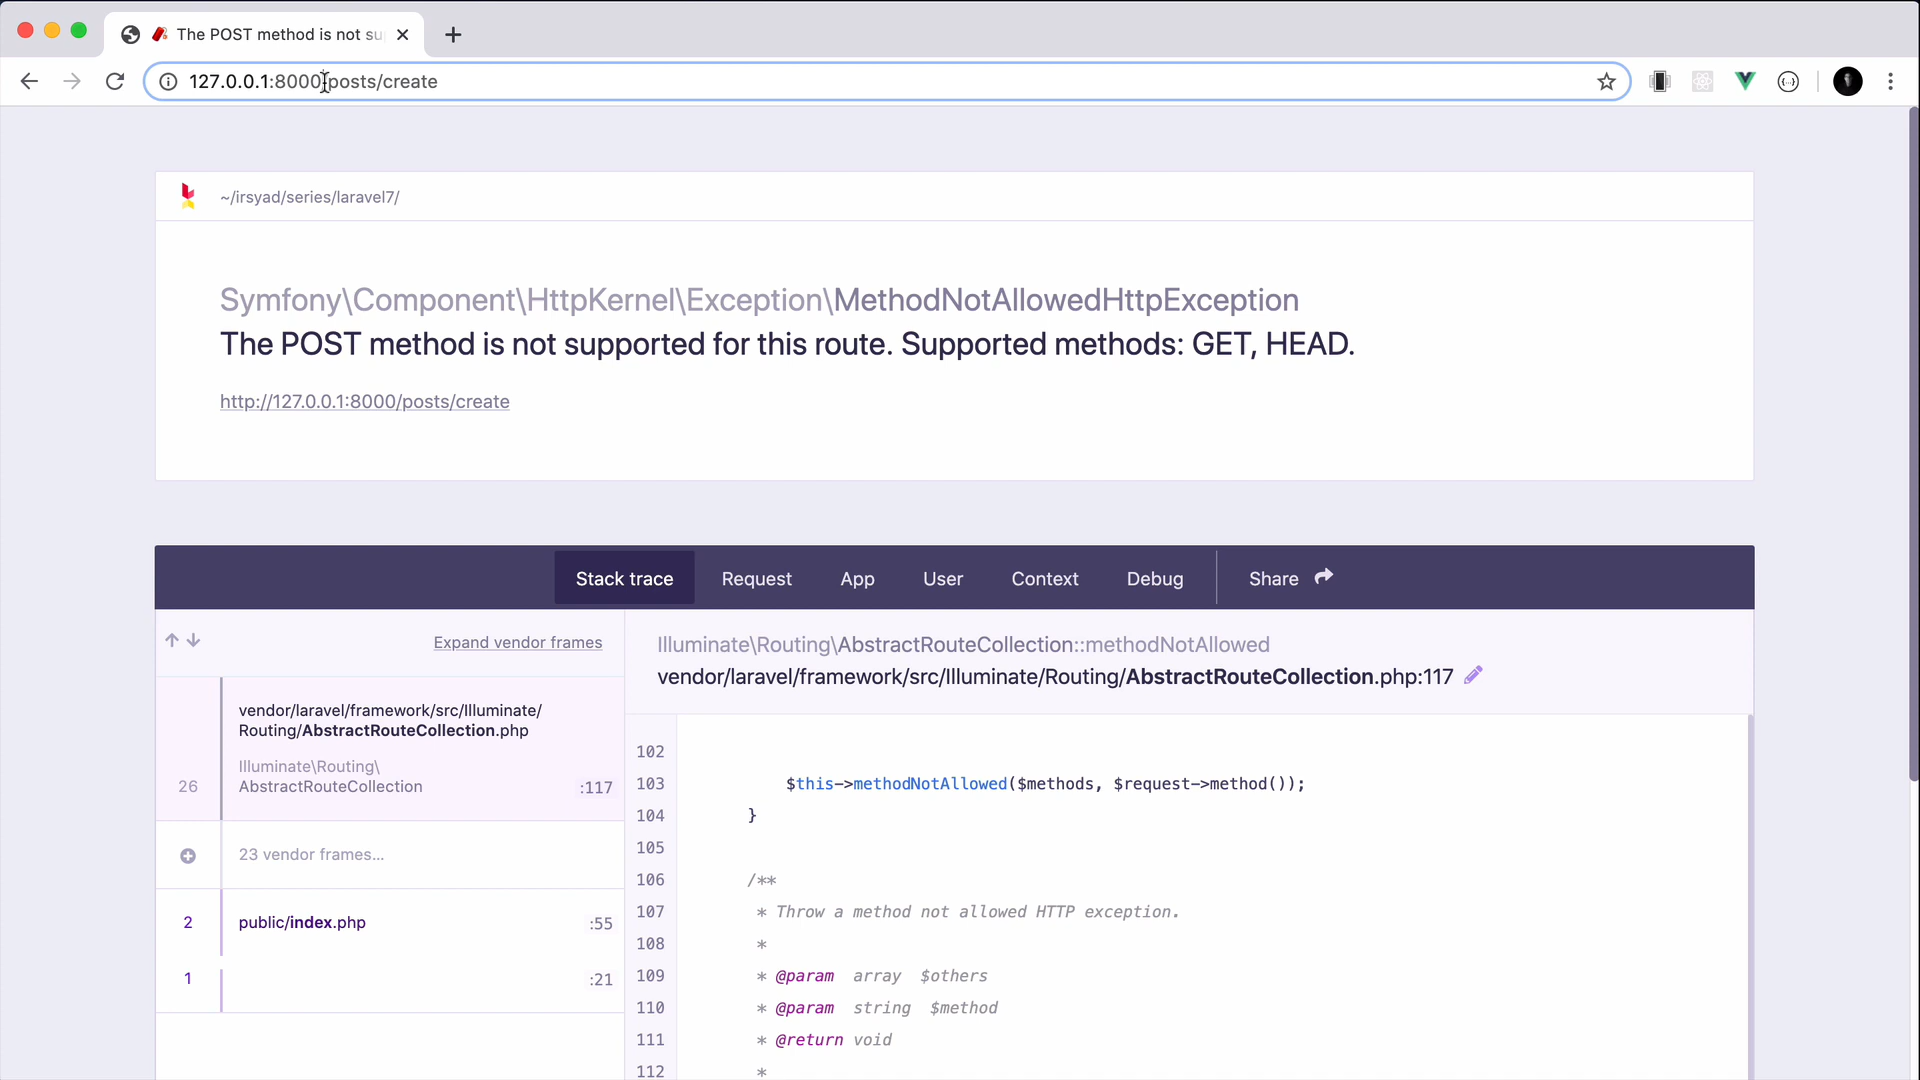 The POST method is not su
127.0.0.1:8000/posts/create
~/irsyad/series/laravel7/
Symfony\Component\HttpKernel\Exception\MethodNotAllowedHttpException
The POST method is not supported for this route. Supported methods: GET, HEAD.
http://127.0.0.1:8000/posts/create
Stack trace
Request
App
User
Context
Debug
Share
Expand vendor frames
vendor/laravel/framework/src/Illuminate/
Routing/AbstractRouteCollection.php
Illuminate\Routing\
26 AbstractRouteCollection :117
23 vendor frames...
2 public/index.php :55
1 :21
Illuminate\Routing\AbstractRouteCollection::methodNotAllowed
vendor/laravel/framework/src/Illuminate/Routing/AbstractRouteCollection.php:117
102
103 $this->methodNotAllowed($methods, $request->method());
104 }
105
106 /**
107 * Throw a method not allowed HTTP exception.
108 *
109 * @param array $others
110 * @param string $method
111 * @return void
112 *